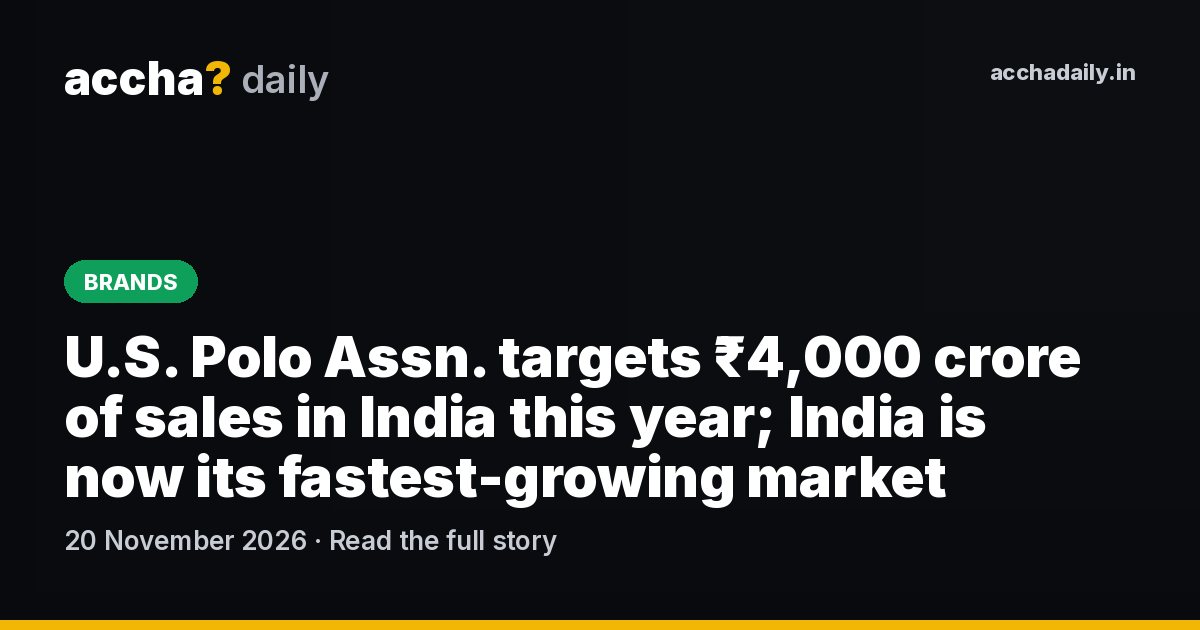 accha? daily
acchadaily.in
BRANDS
U.S. Polo Assn. targets ₹4,000 crore
of sales in India this year; India is
now its fastest-growing market
20 November 2026 · Read the full story